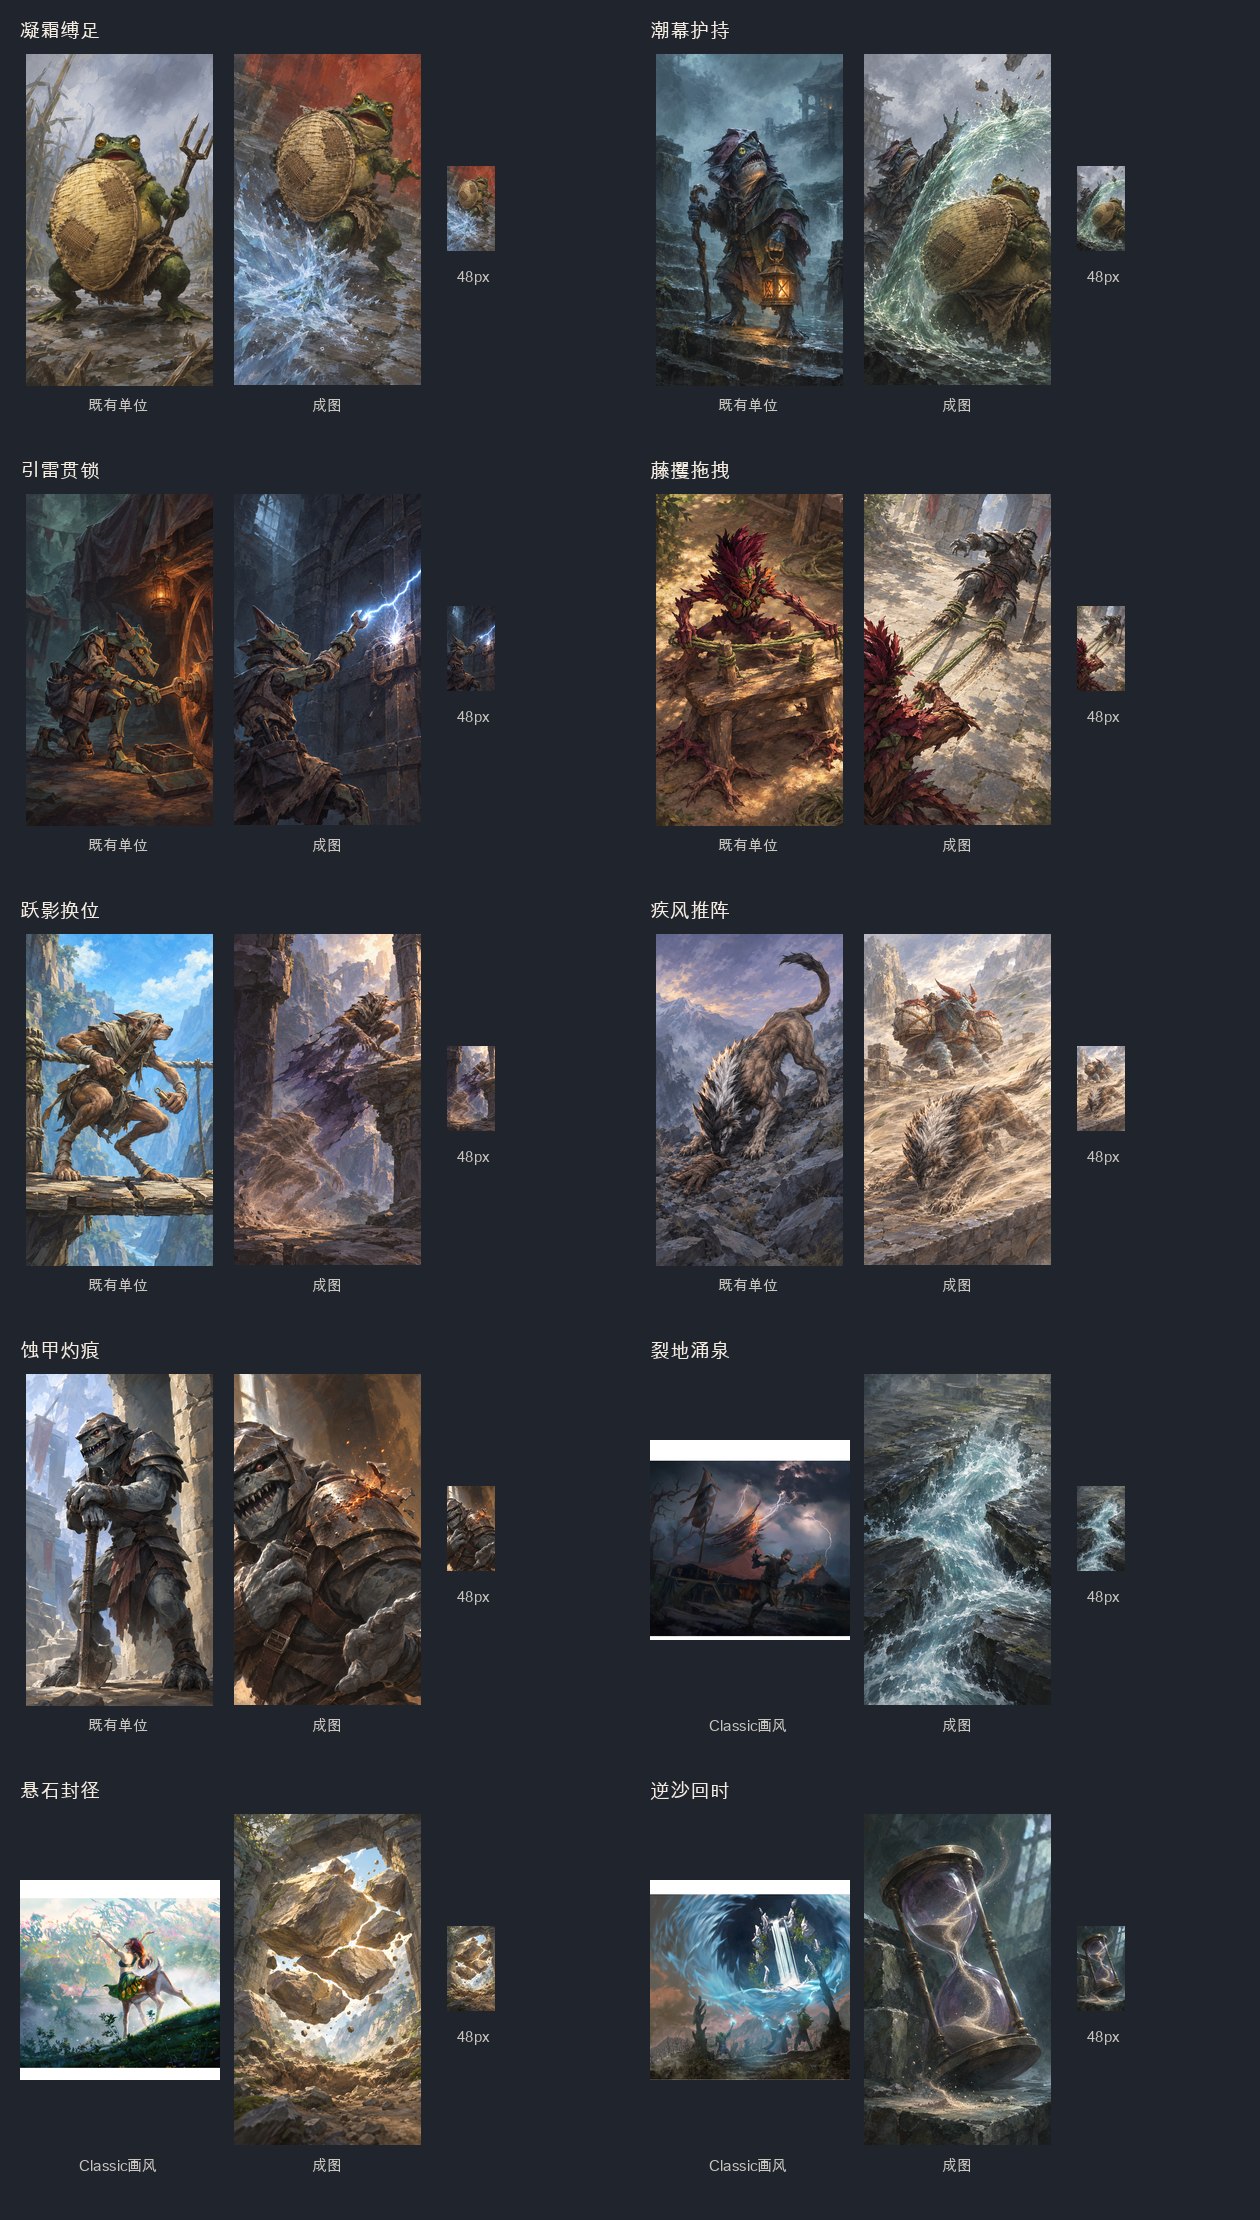 凝霜缚足
潮幕护持
48px
48px
既有单位
成图
既有单位
成图
引雷贯锁
藤攫拖拽
48px
48px
既有单位
成图
既有单位
成图
跃影换位
疾风推阵
48px
48px
既有单位
成图
既有单位
成图
蚀甲灼痕
裂地涌泉
48px
48px
既有单位
成图
Classic画风
成图
悬石封径
逆沙回时
48px
48px
Classic画风
成图
Classic画风
成图